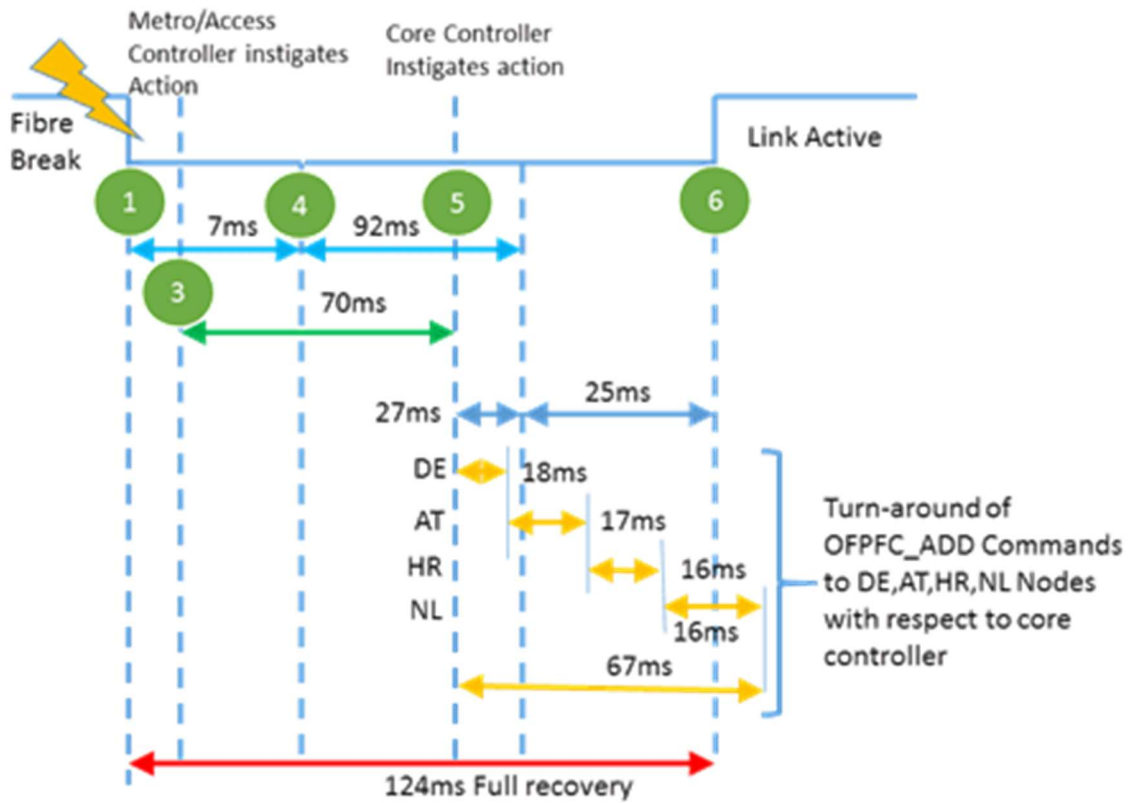 Metro/Access
Controller instigates
Action
Core Controller
Instigates action
Fibre
Break
Link Active
1
4
5
6
7ms
92ms
3
70ms
27ms
25ms
DE
18ms
AT
17ms
HR
16ms
NL
16ms
67ms
Turn-around of
OFPFC_ADD Commands
to DE,AT,HR,NL Nodes
with respect to core
controller
124ms Full recovery